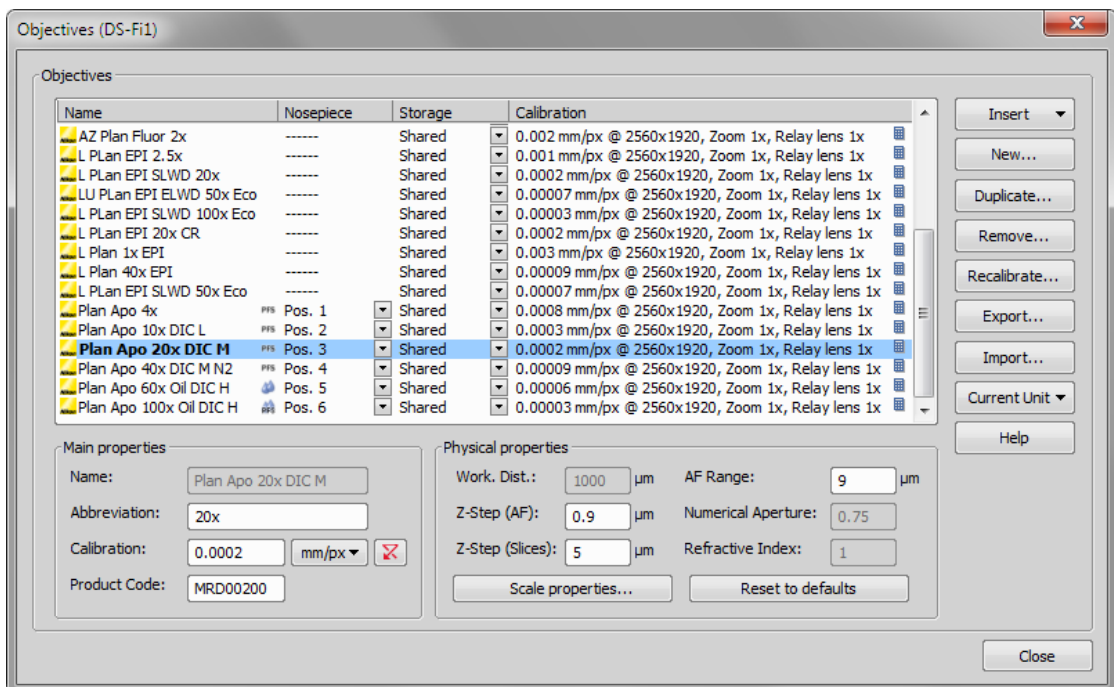 Objectives (DS-Fi1)
Objectives
Name Nosepiece Storage Calibration
AZ Plan Fluor 2x ------ Shared 0.002 mm/px @ 2560x1920, Zoom 1x, Relay lens 1x
L PLan EPI 2.5x ------ Shared 0.001 mm/px @ 2560x1920, Zoom 1x, Relay lens 1x
L PLan EPI SLWD 20x ------ Shared 0.0002 mm/px @ 2560x1920, Zoom 1x, Relay lens 1x
LU PLan EPI ELWD 50x Eco ------ Shared 0.00007 mm/px @ 2560x1920, Zoom 1x, Relay lens 1x
L PLan EPI SLWD 100x Eco ------ Shared 0.00003 mm/px @ 2560x1920, Zoom 1x, Relay lens 1x
L PLan EPI 20x CR ------ Shared 0.0002 mm/px @ 2560x1920, Zoom 1x, Relay lens 1x
L Plan 1x EPI ------ Shared 0.003 mm/px @ 2560x1920, Zoom 1x, Relay lens 1x
L Plan 40x EPI ------ Shared 0.00009 mm/px @ 2560x1920, Zoom 1x, Relay lens 1x
L PLan EPI SLWD 50x Eco ------ Shared 0.00007 mm/px @ 2560x1920, Zoom 1x, Relay lens 1x
Plan Apo 4x PFS Pos. 1 Shared 0.0008 mm/px @ 2560x1920, Zoom 1x, Relay lens 1x
Plan Apo 10x DIC L PFS Pos. 2 Shared 0.0003 mm/px @ 2560x1920, Zoom 1x, Relay lens 1x
Plan Apo 20x DIC M PFS Pos. 3 Shared 0.0002 mm/px @ 2560x1920, Zoom 1x, Relay lens 1x
Plan Apo 40x DIC M N2 PFS Pos. 4 Shared 0.00009 mm/px @ 2560x1920, Zoom 1x, Relay lens 1x
Plan Apo 60x Oil DIC H Pos. 5 Shared 0.00006 mm/px @ 2560x1920, Zoom 1x, Relay lens 1x
Plan Apo 100x Oil DIC H Pos. 6 Shared 0.00003 mm/px @ 2560x1920, Zoom 1x, Relay lens 1x
Insert
New...
Duplicate...
Remove...
Recalibrate...
Export...
Import...
Current Unit
Help
Main properties
Name: Plan Apo 20x DIC M
Abbreviation: 20x
Calibration: 0.0002 mm/px
Product Code: MRD00200
Physical properties
Work. Dist.: 1000 µm AF Range: 9 µm
Z-Step (AF): 0.9 µm Numerical Aperture: 0.75
Z-Step (Slices): 5 µm Refractive Index: 1
Scale properties... Reset to defaults
Close